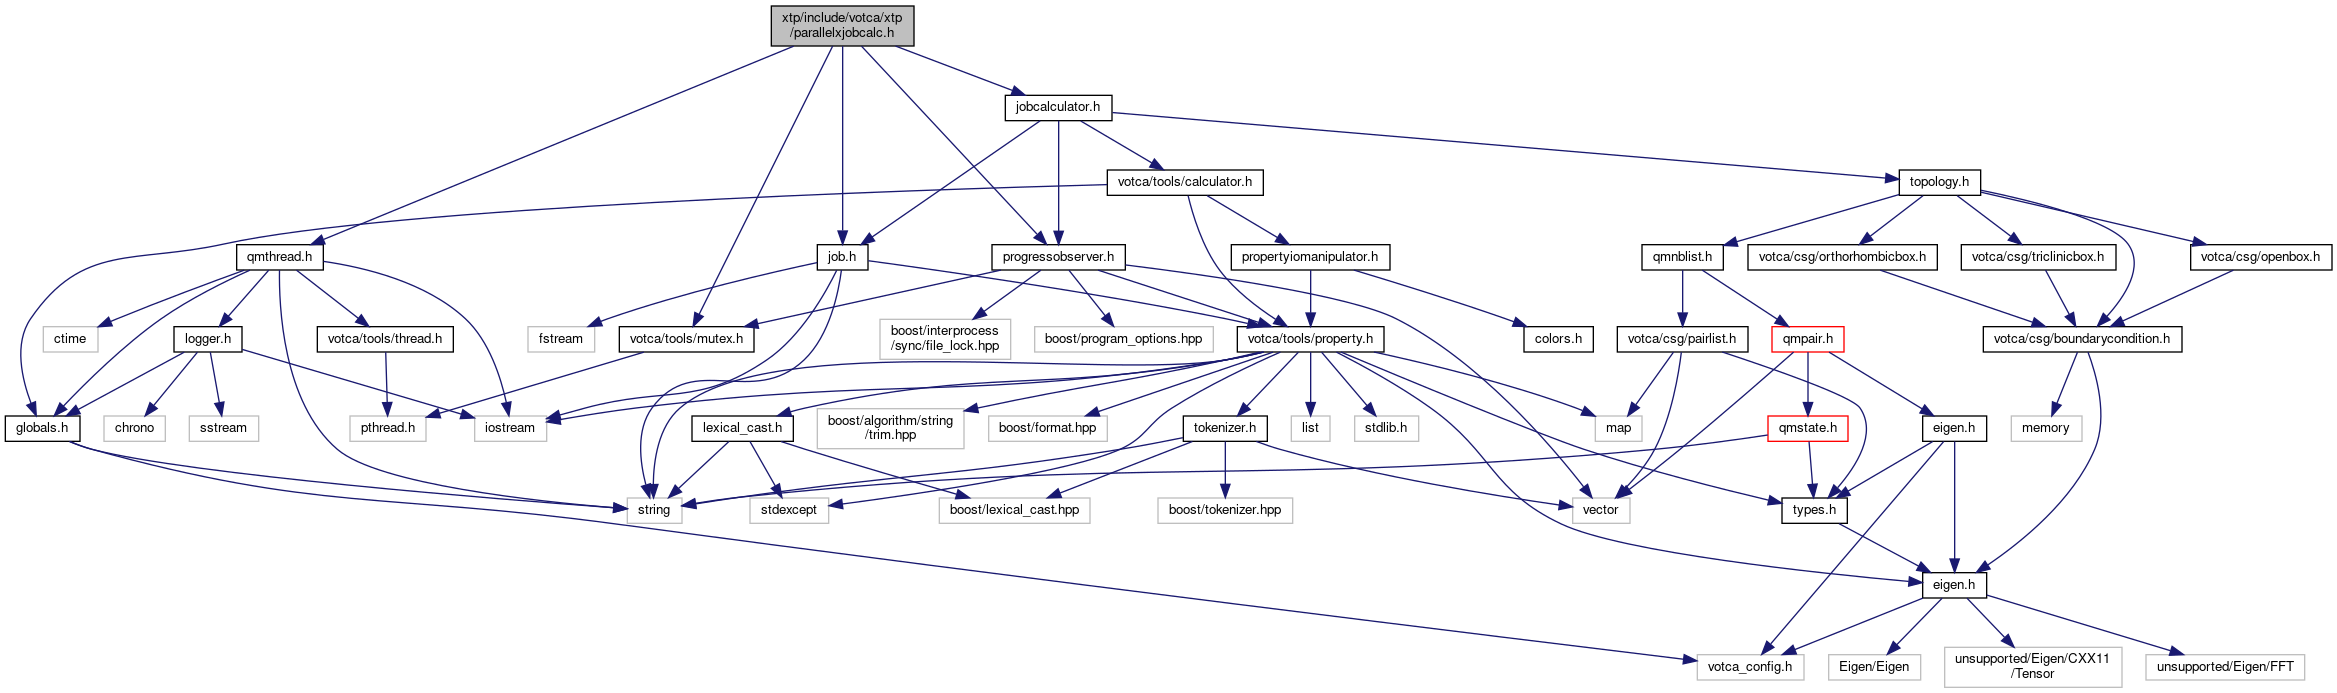 xtp/include/votca/xtp
/parallelxjobcalc.h
jobcalculator.h
votca/tools/calculator.h
topology.h
qmthread.h
job.h
progressobserver.h
propertyiomanipulator.h
qmnblist.h
votca/csg/orthorhombicbox.h
votca/csg/triclinicbox.h
votca/csg/openbox.h
ctime
logger.h
votca/tools/thread.h
fstream
votca/tools/mutex.h
boost/interprocess
/sync/file_lock.hpp
boost/program_options.hpp
votca/tools/property.h
colors.h
votca/csg/pairlist.h
qmpair.h
votca/csg/boundarycondition.h
globals.h
chrono
sstream
pthread.h
iostream
lexical_cast.h
boost/algorithm/string
/trim.hpp
boost/format.hpp
tokenizer.h
list
stdlib.h
map
qmstate.h
eigen.h
memory
string
stdexcept
boost/lexical_cast.hpp
boost/tokenizer.hpp
vector
types.h
eigen.h
votca_config.h
Eigen/Eigen
unsupported/Eigen/CXX11
/Tensor
unsupported/Eigen/FFT